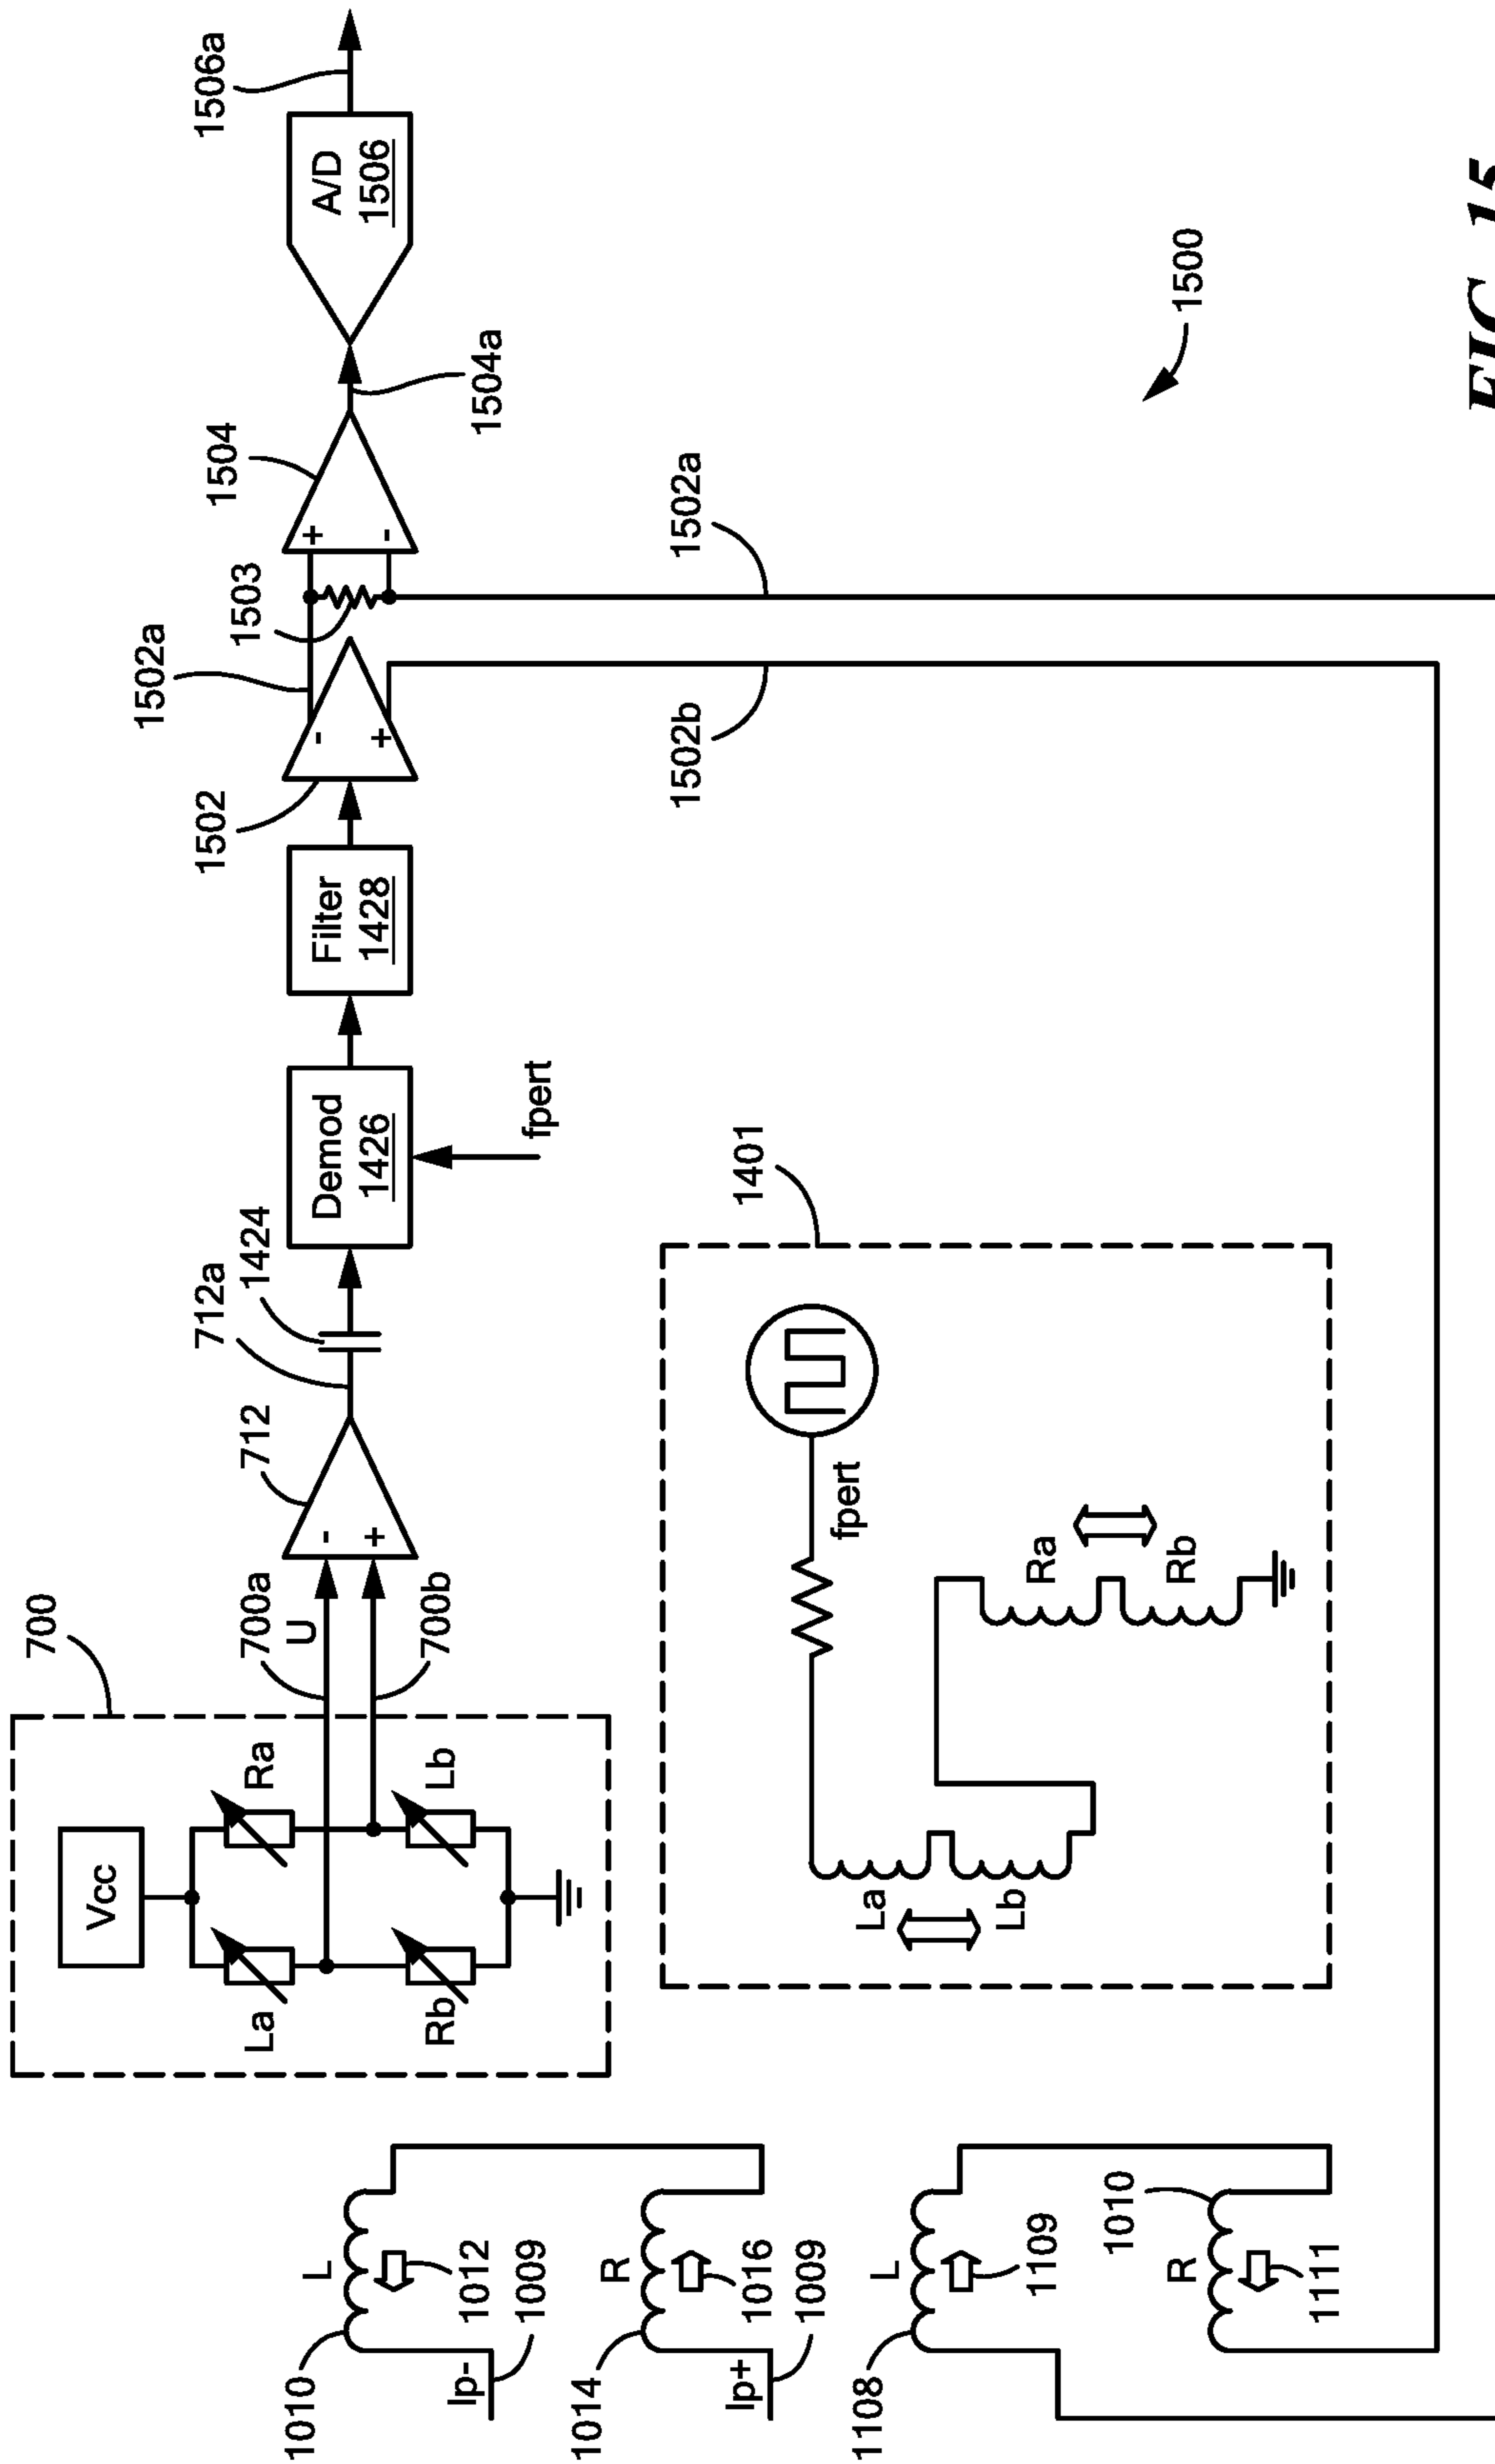 700
Vcc
La
Ra
Rb
Lb
700a
U
700b
-
+
712
712a
1424
Demod
1426
fpert
Filter
1428
1502
-
+
1502a
1503
1502b
1502a
+
-
1504
1504a
A/D
1506
1506a
1010
L
1012
Ip-
1009
1014
R
1016
Ip+
1009
1108
L
1109
1010
R
1111
1401
fpert
La
Lb
Ra
Rb
1500
FIG. 15